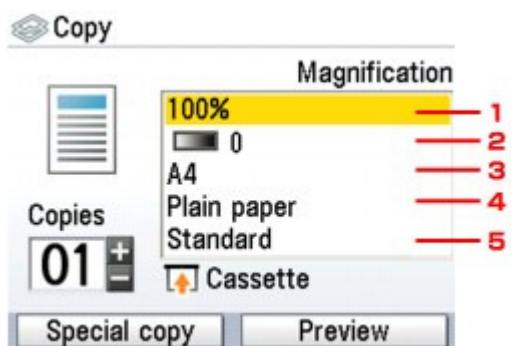 Copy
Magnification
100% 1
0 2
A4 3
Copies
Plain paper 4
Standard 5
01 + -
Cassette
Special copy Preview